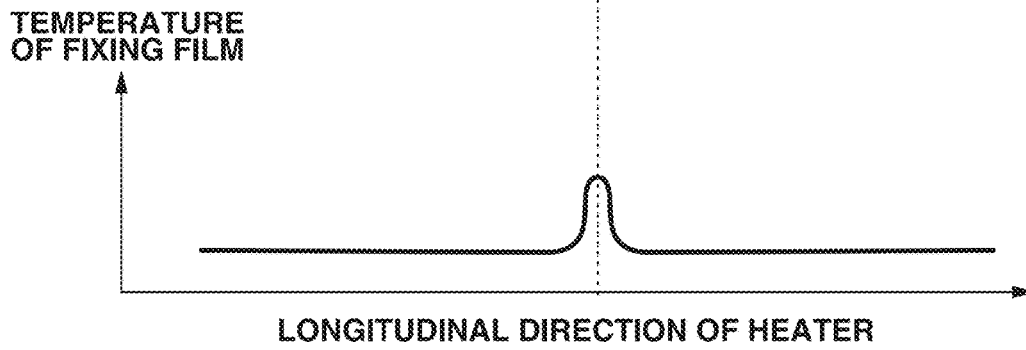 TEMPERATURE
OF FIXING FILM
LONGITUDINAL DIRECTION OF HEATER